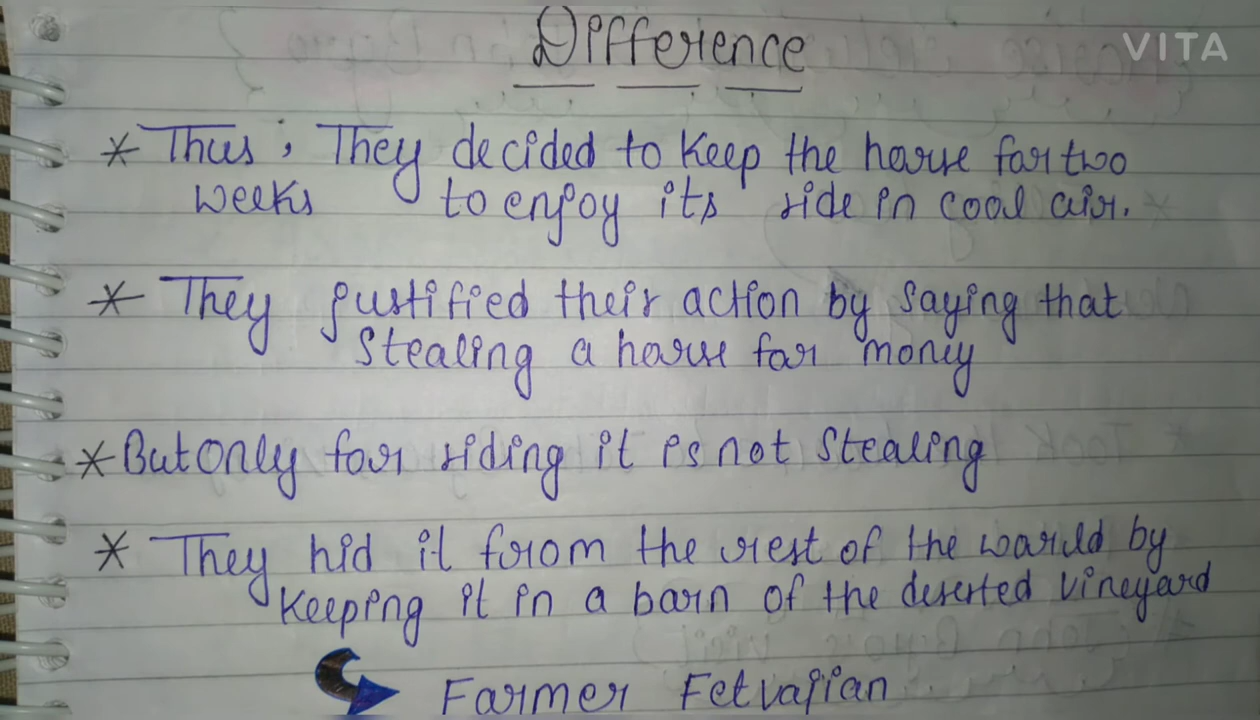 Difference
VITA
* Thus, They decided to keep the horse for two
weeks to enjoy its ride in cool air.
* They justified their action by saying that
stealing a horse for money
* But only for riding it is not stealing
* They hid it from the rest of the world by
keeping it in a barn of the deserted vineyard
Farmer Fetvajian